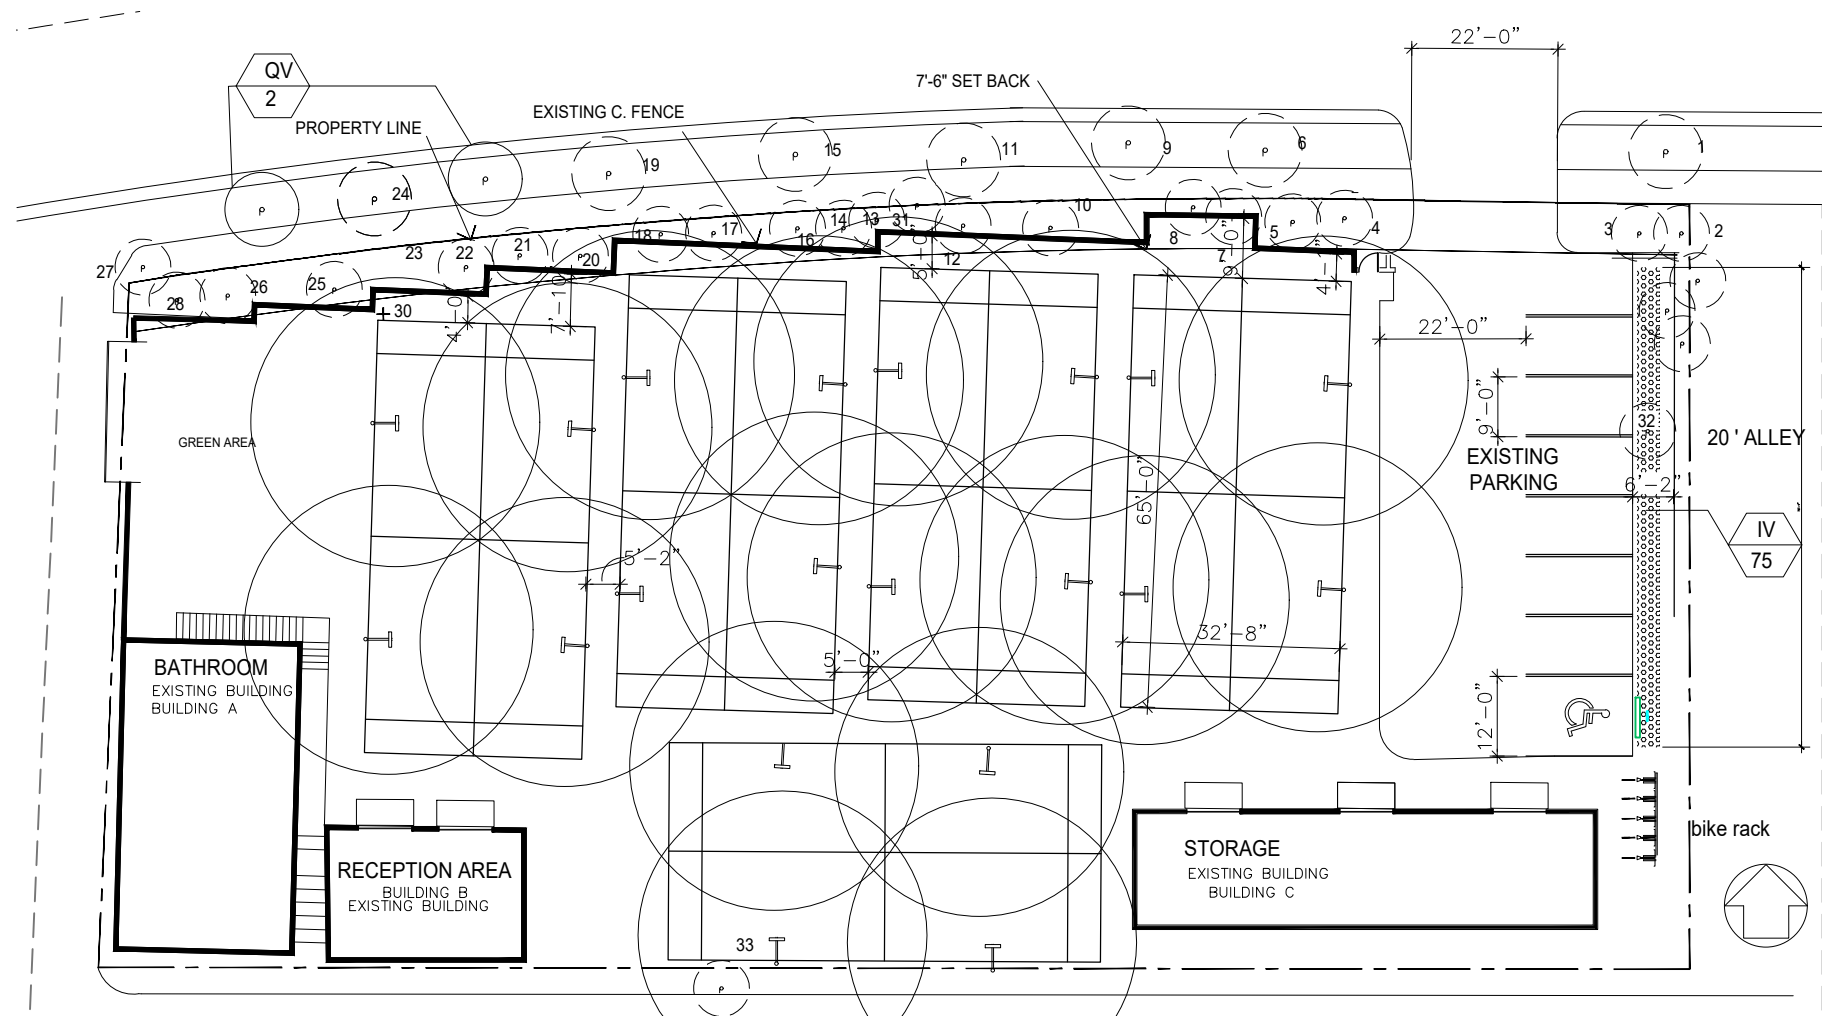 22'-0"
QV
2
7'-6" SET BACK
EXISTING C. FENCE
PROPERTY LINE
19
15
11
9
6
1
24
10
18
17
14
13
31
16
12
8
7
5
4
3
2
27
28
26
25
23
22
21
20
30
5'-0"
4'-0"
7'-10"
22'-0"
9'-0"
GREEN AREA
EXISTING
PARKING
32
20 ' ALLEY
6'-2"
IV
75
65'-0"
5'-2"
32'-8"
5'-0"
12'-0"
BATHROOM
EXISTING BUILDING
BUILDING A
RECEPTION AREA
BUILDING B
EXISTING BUILDING
33
STORAGE
EXISTING BUILDING
BUILDING C
bike rack